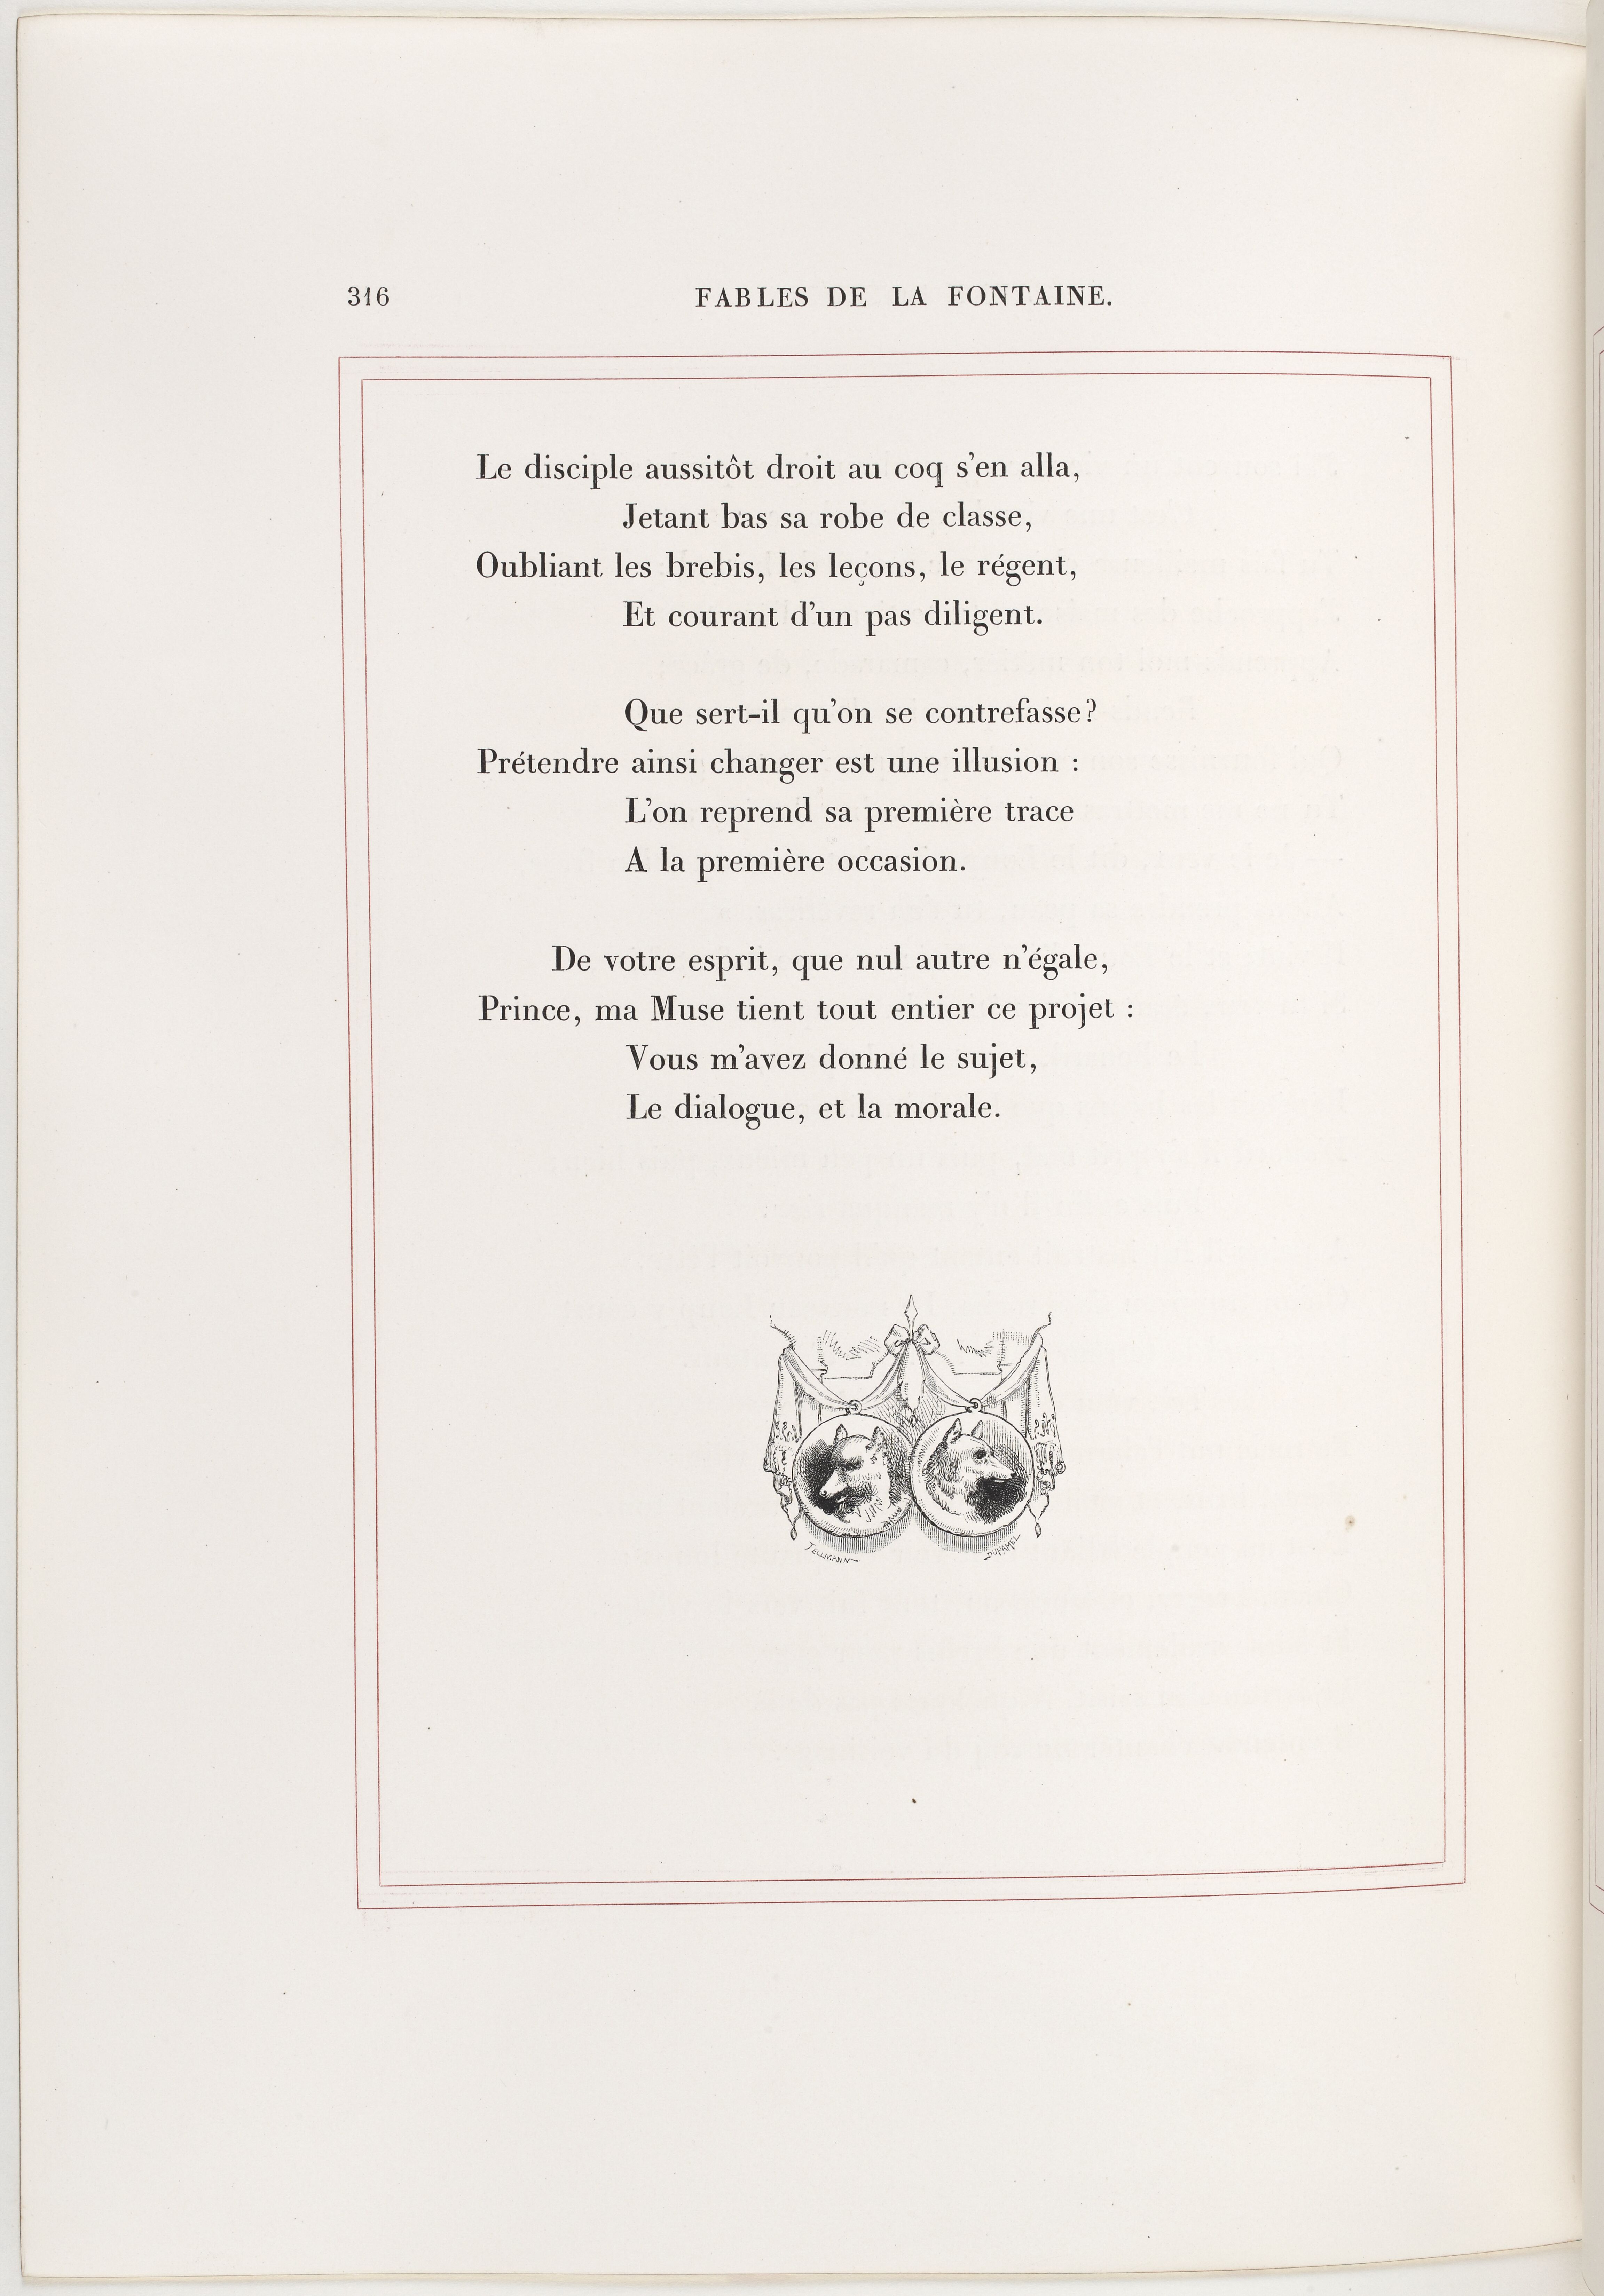 316
FABLES DE LA FONTAINE.
Le disciple aussitôt droit au coq s'en alla,
Jetant bas sa robe de classe,
Oubliant les brebis, les leçons, le régent,
Et courant d'un pas diligent.
Que sert-il qu'on se contrefasse?
Prétendre ainsi changer est une illusion :
L'on reprend sa première trace
A la première occasion.
De votre esprit, que nul autre n'égale,
Prince, ma Muse tient tout entier ce projet :
Vous m'avez donné le sujet,
Le dialogue, et la morale.
TELLMANN
DUHAMEL